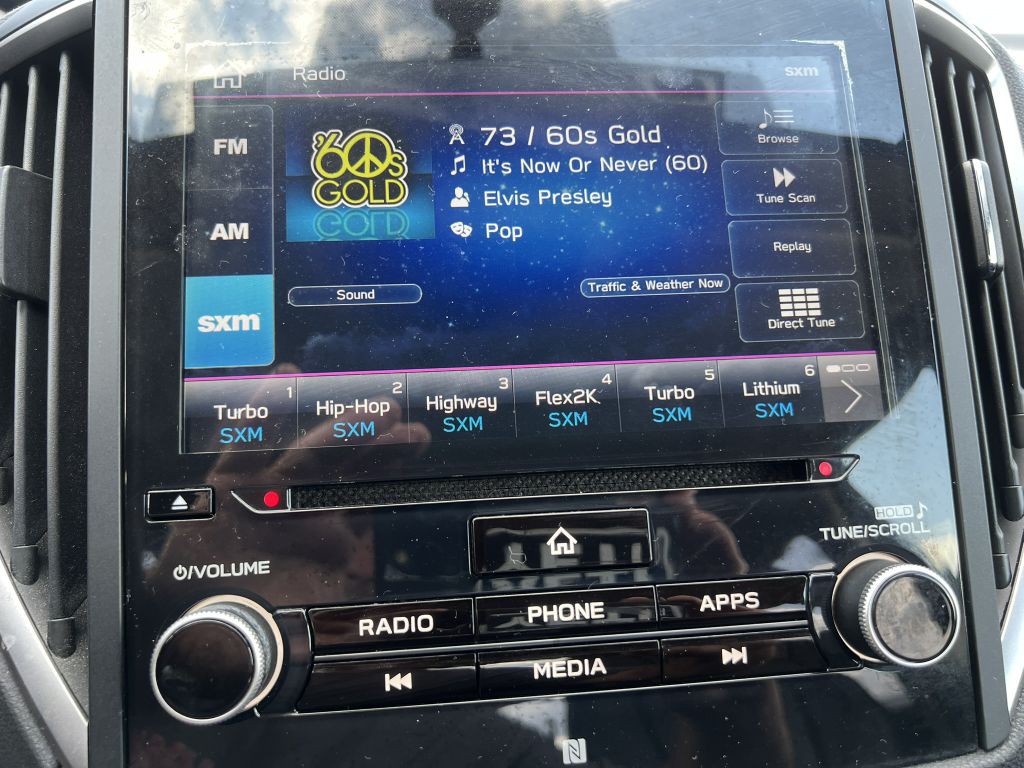 Radio
sxm
FM
AM
sxm
'60s
GOLD
73 / 60s Gold
It's Now Or Never (60)
Elvis Presley
Pop
Sound
Traffic & Weather Now
Browse
Tune Scan
Replay
Direct Tune
1
Turbo
SXM
2
Hip-Hop
SXM
3
Highway
SXM
4
Flex2K
SXM
5
Turbo
SXM
6
Lithium
SXM
HOLD
TUNE/SCROLL
/VOLUME
RADIO
PHONE
APPS
MEDIA
N